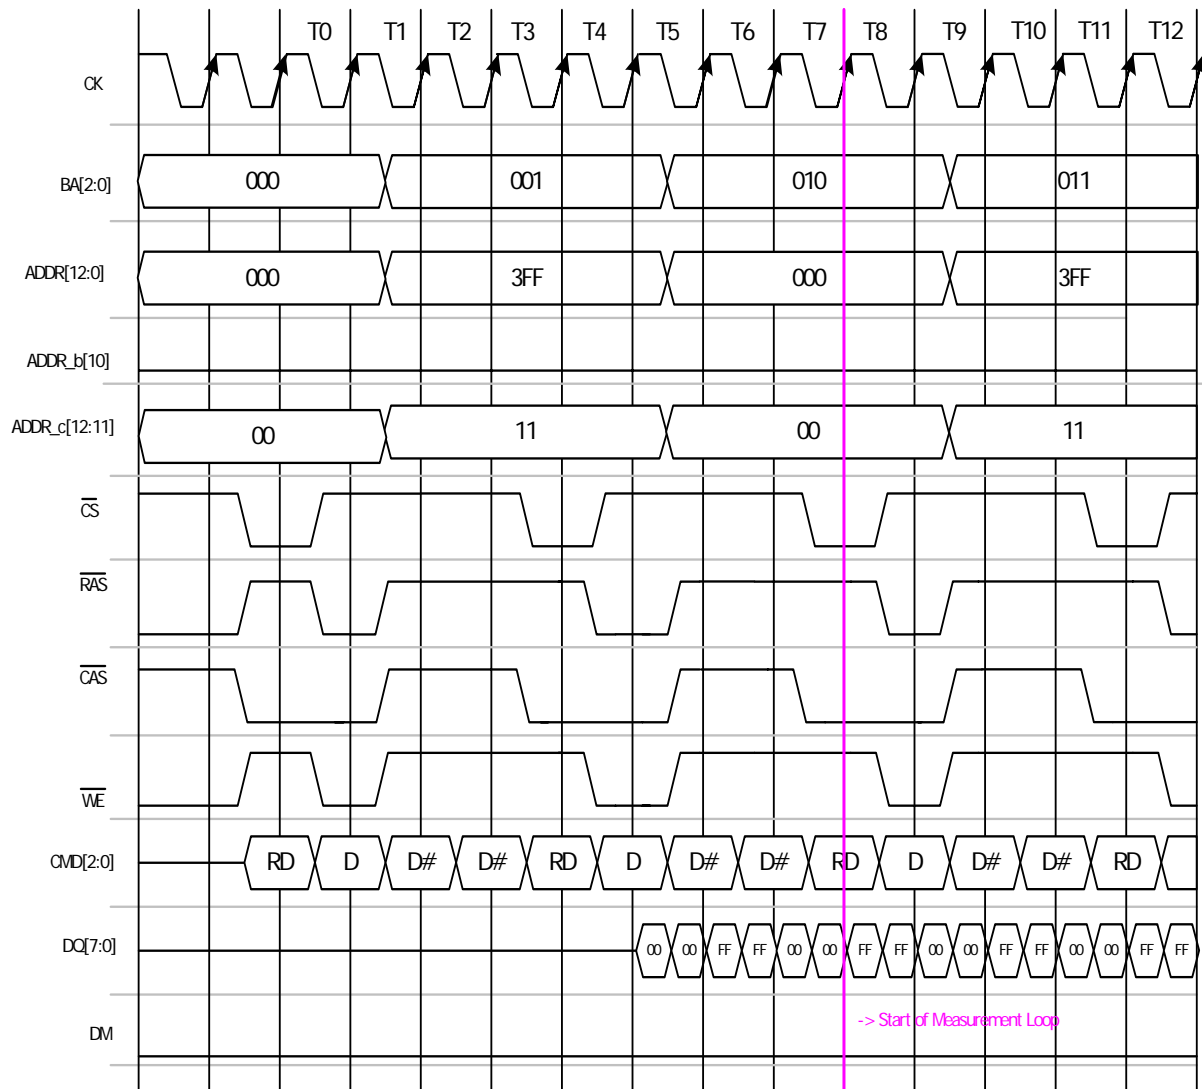 T0 T1 T2 T3 T4 T5 T6 T7 T8 T9 T10 T11 T12
CK
BA[2:0] 000 001 010 011
ADDR[12:0] 000 3FF 000 3FF
ADDR_b[10]
ADDR_c[12:11] 00 11 00 11
CS
RAS
CAS
WE
CMD[2:0] RD D D# D# RD D D# D# RD D D# D# RD
DQ[7:0] 00 00 FF FF 00 00 FF FF 00 00 FF FF 00 00 FF FF
-> Start of Measurement Loop
DM